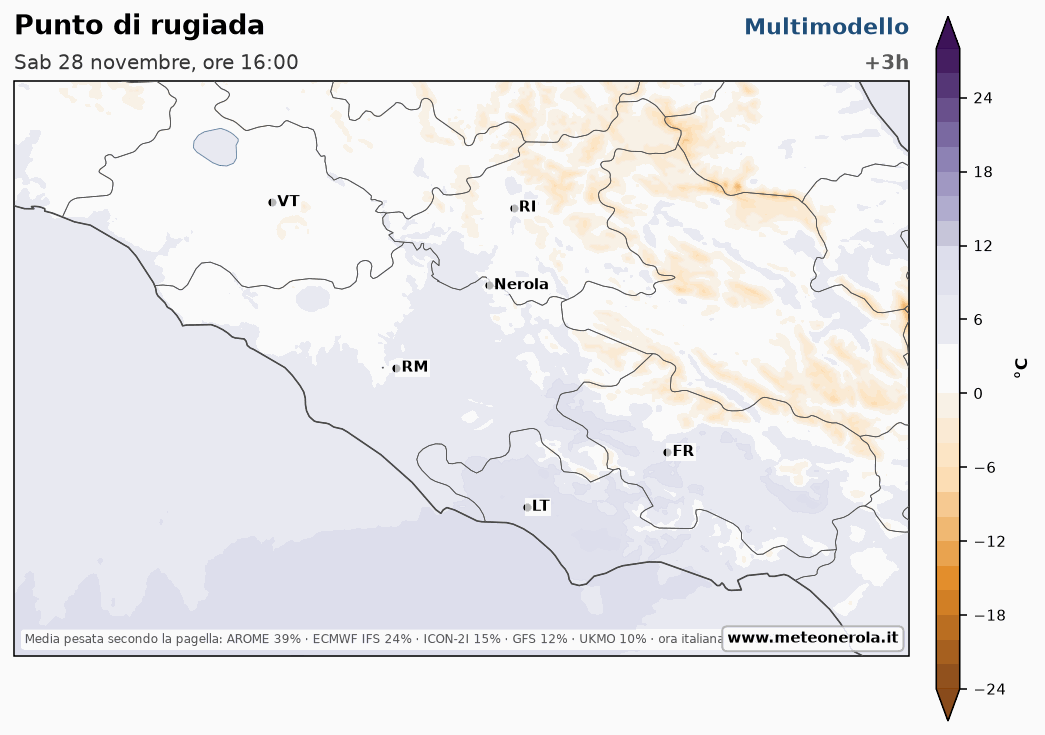 Punto di rugiada
Multimodello
Sab 28 novembre, ore 16:00
+3h
VT
RI
Nerola
RM
FR
LT
24
18
12
6
0
−6
−12
−18
−24
°C
Media pesata secondo la pagella: AROME 39% · ECMWF IFS 24% · ICON-2I 15% · GFS 12% · UKMO 10% · ora italiana
www.meteonerola.it